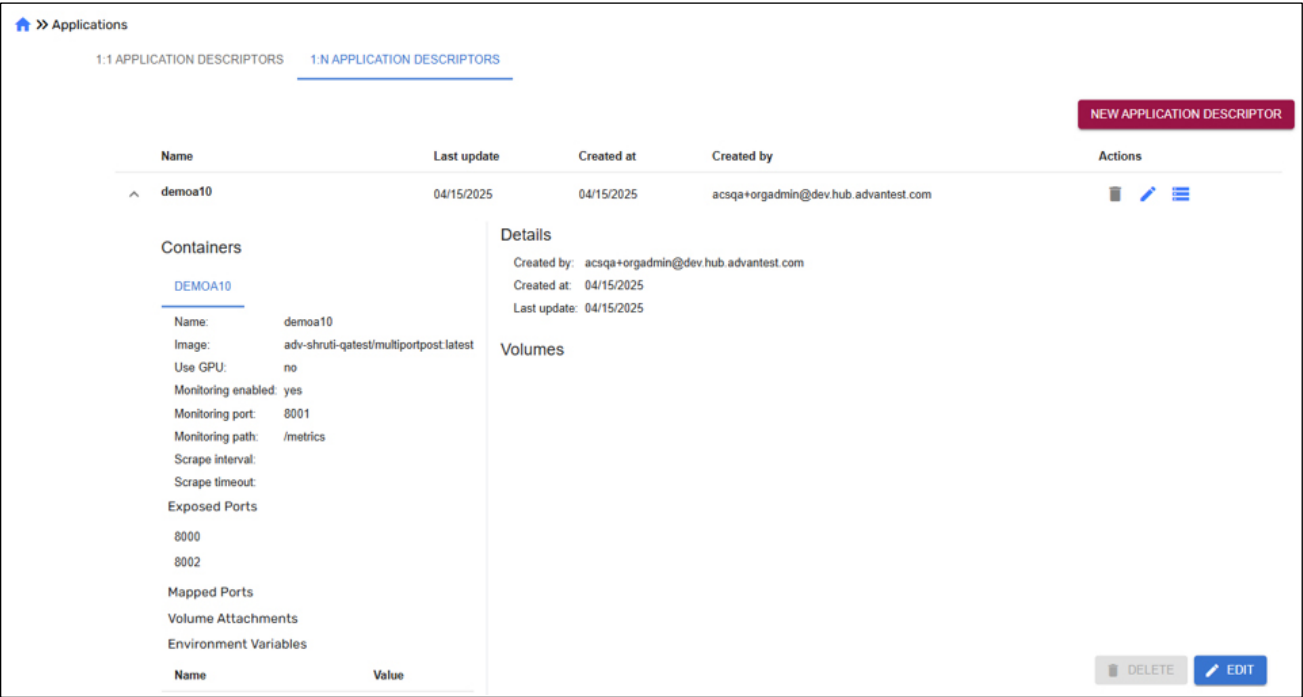 Applications
1:1 APPLICATION DESCRIPTORS 1:N APPLICATION DESCRIPTORS
NEW APPLICATION DESCRIPTOR
Name Last update Created at Created by Actions
demoa10 04/15/2025 04/15/2025 acsqa+orgadmin@dev.hub.advantest.com
Containers
DEMOA10
Name: demoa10
Image: adv-shruti-qatest/multiportpost:latest
Use GPU: no
Monitoring enabled: yes
Monitoring port: 8001
Monitoring path: /metrics
Scrape interval:
Scrape timeout:
Exposed Ports
8000
8002
Mapped Ports
Volume Attachments
Environment Variables
Name Value
Details
Created by: acsqa+orgadmin@dev.hub.advantest.com
Created at: 04/15/2025
Last update: 04/15/2025
Volumes
DELETE EDIT